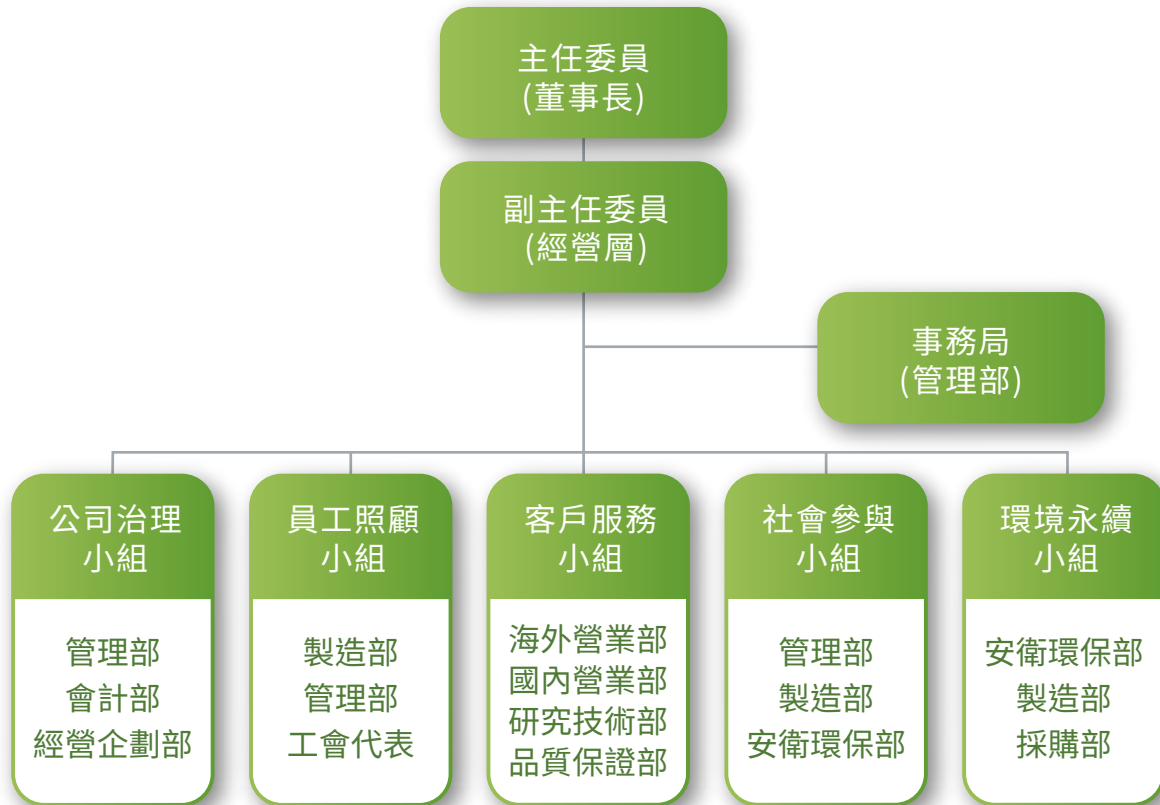 主任委員
(董事長)
副主任委員
(經營層)
事務局
(管理部)
公司治理
小組
管理部
會計部
經營企劃部
員工照顧
小組
製造部
管理部
工會代表
客戶服務
小組
海外營業部
國內營業部
研究技術部
品質保證部
社會參與
小組
管理部
製造部
安衛環保部
環境永續
小組
安衛環保部
製造部
採購部